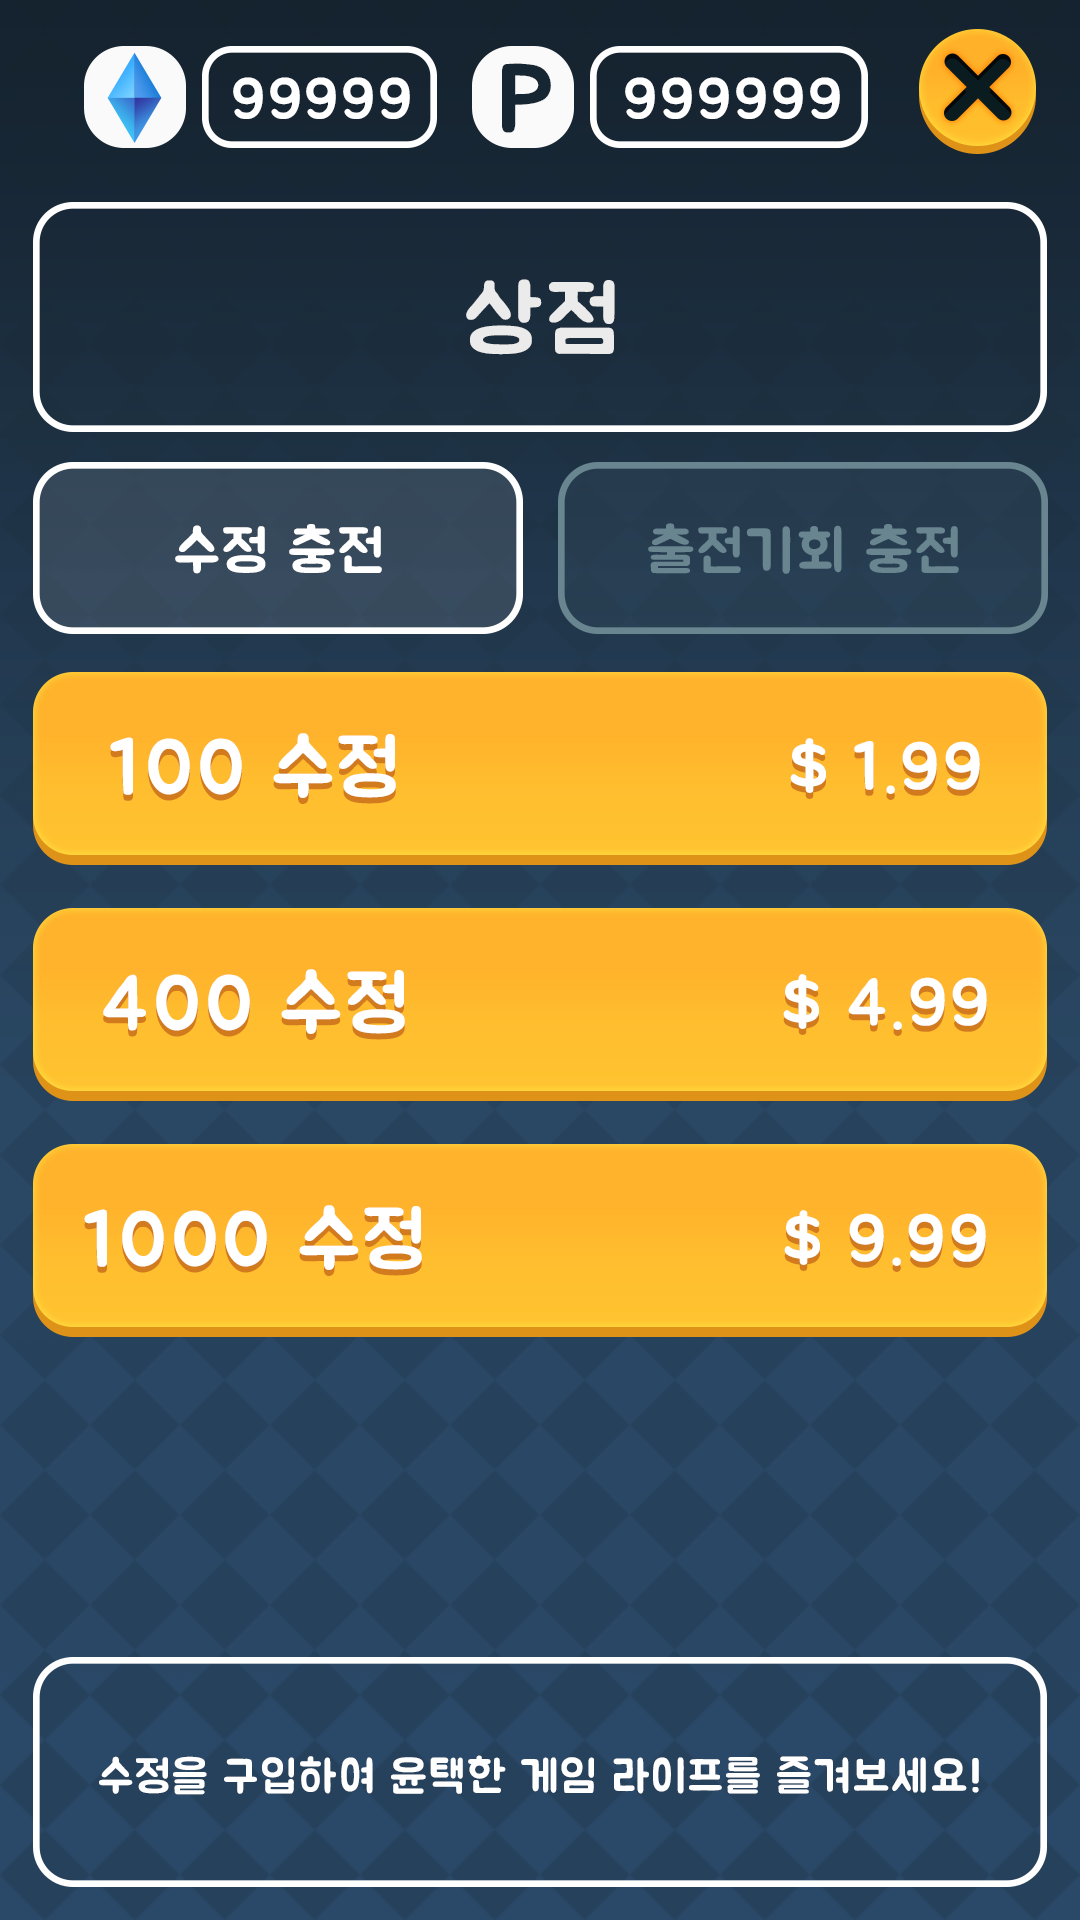 99999 P 999999
상점
수정 충전
출전기회 충전
100 수정 $ 1.99
400 수정 $ 4.99
1000 수정 $ 9.99
수정을 구입하여 윤택한 게임 라이프를 즐겨보세요!